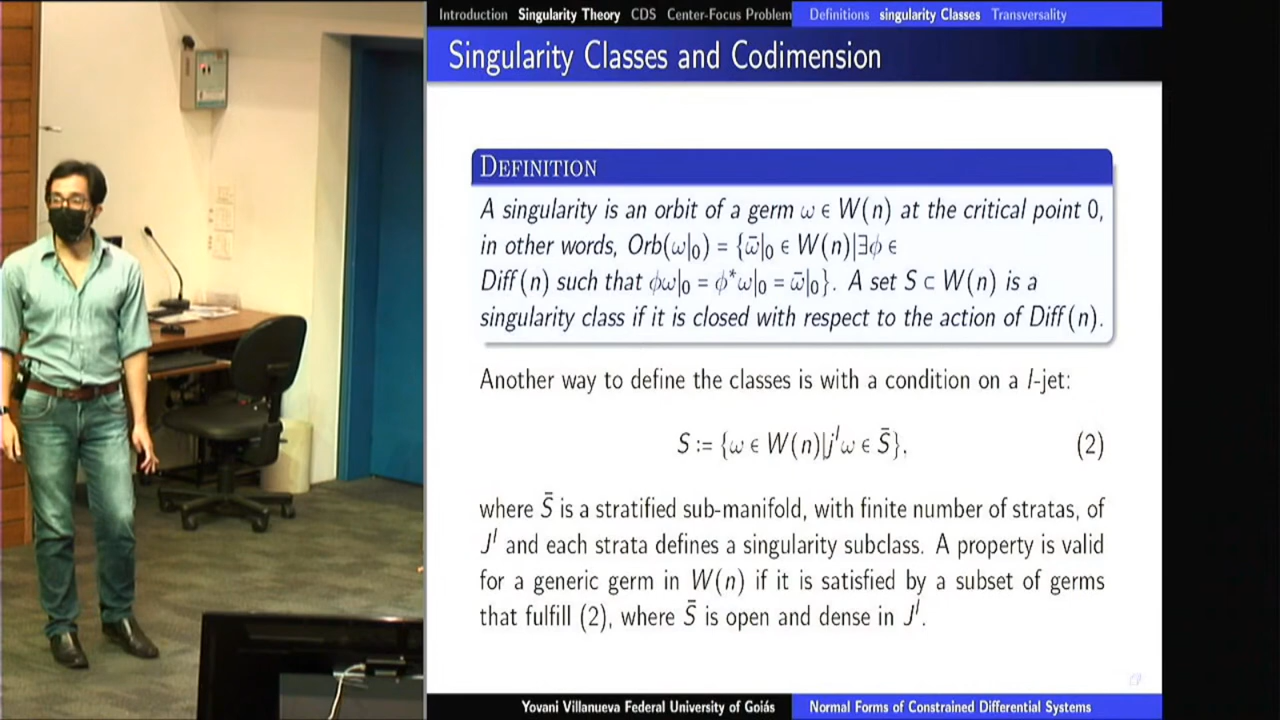 Introduction Singularity Theory CDS Center-Focus Problem Definitions singularity Classes Transversality
Singularity Classes and Codimension
DEFINITION
A singularity is an orbit of a germ ω ∈ W(n) at the critical point 0,
in other words, Orb(ω|₀) = {ω̄|₀ ∈ W(n)|∃ϕ ∈
Diff(n) such that ϕω|₀ = ϕ*ω|₀ = ω̄|₀}. A set S ⊂ W(n) is a
singularity class if it is closed with respect to the action of Diff(n).
Another way to define the classes is with a condition on a l-jet:
S := {ω ∈ W(n)|jˡω ∈ S̄}, (2)
where S̄ is a stratified sub-manifold, with finite number of stratas, of
Jˡ and each strata defines a singularity subclass. A property is valid
for a generic germ in W(n) if it is satisfied by a subset of germs
that fulfill (2), where S̄ is open and dense in Jˡ.
Yovani Villanueva Federal University of Goiás Normal Forms of Constrained Differential Systems